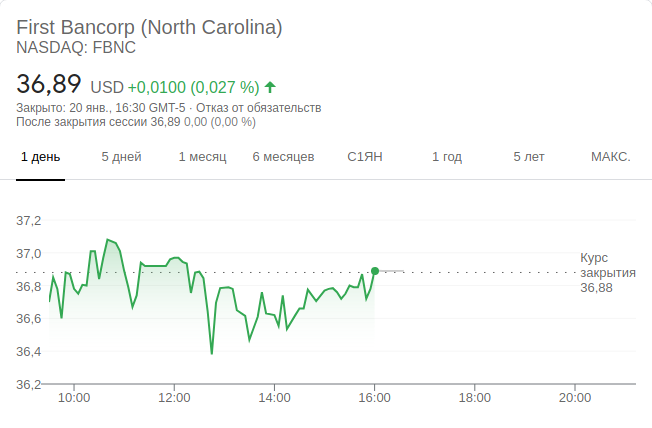 First Bancorp (North Carolina)
NASDAQ: FBNC
36,89 USD +0,0100 (0,027 %)
Закрыто: 20 янв., 16:30 GMT-5 · Отказ от обязательств
После закрытия сессии 36,89 0,00 (0,00 %)
1 день 5 дней 1 месяц 6 месяцев С1ЯН 1 год 5 лет МАКС.
37,2
37,0
36,8
36,6
36,4
36,2
Курс
закрытия
36,88
10:00 12:00 14:00 16:00 18:00 20:00